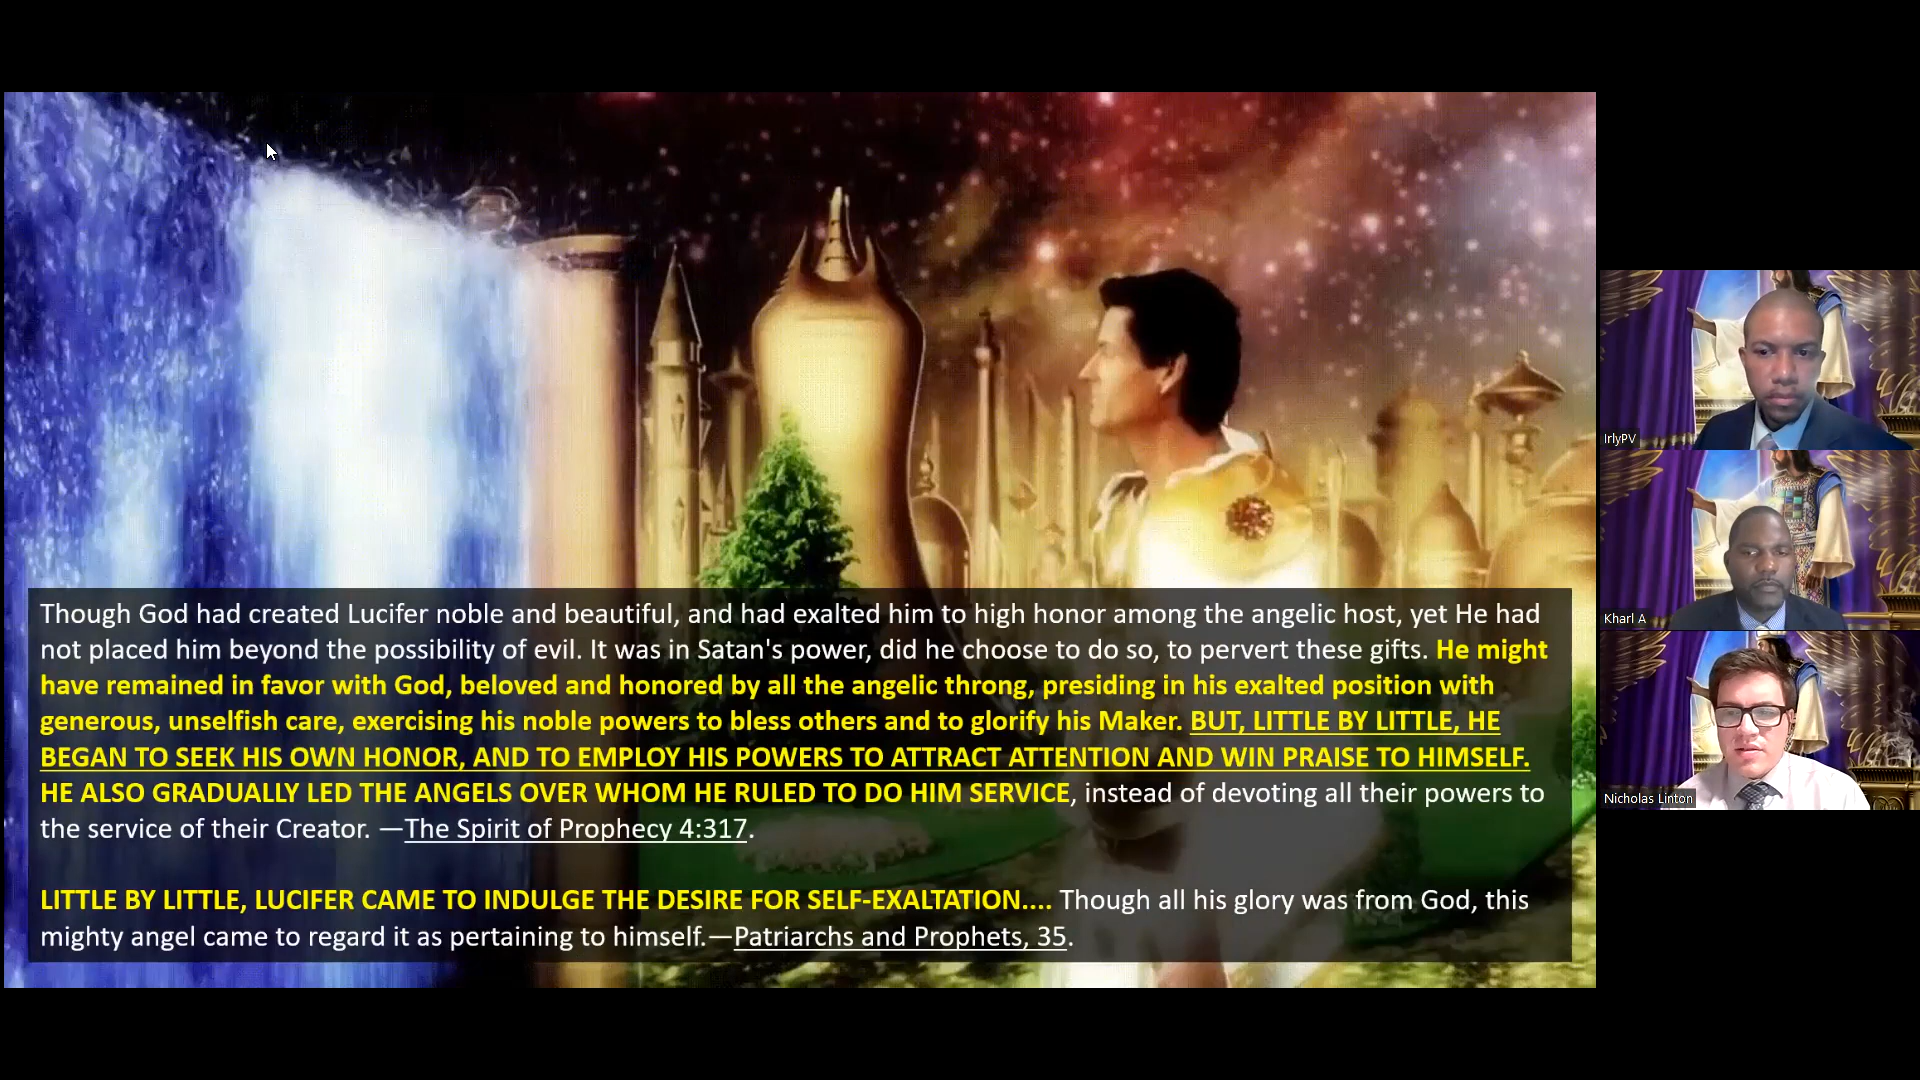 Though God had created Lucifer noble and beautiful, and had exalted him to high honor among the angelic host, yet He had
not placed him beyond the possibility of evil. It was in Satan's power, did he choose to do so, to pervert these gifts. He might
have remained in favor with God, beloved and honored by all the angelic throng, presiding in his exalted position with
generous, unselfish care, exercising his noble powers to bless others and to glorify his Maker. BUT, LITTLE BY LITTLE, HE
BEGAN TO SEEK HIS OWN HONOR, AND TO EMPLOY HIS POWERS TO ATTRACT ATTENTION AND WIN PRAISE TO HIMSELF.
HE ALSO GRADUALLY LED THE ANGELS OVER WHOM HE RULED TO DO HIM SERVICE, instead of devoting all their powers to
the service of their Creator. —The Spirit of Prophecy 4:317.
LITTLE BY LITTLE, LUCIFER CAME TO INDULGE THE DESIRE FOR SELF-EXALTATION.... Though all his glory was from God, this
mighty angel came to regard it as pertaining to himself.—Patriarchs and Prophets, 35.
IrlyPV
Kharl A
Nicholas Linton